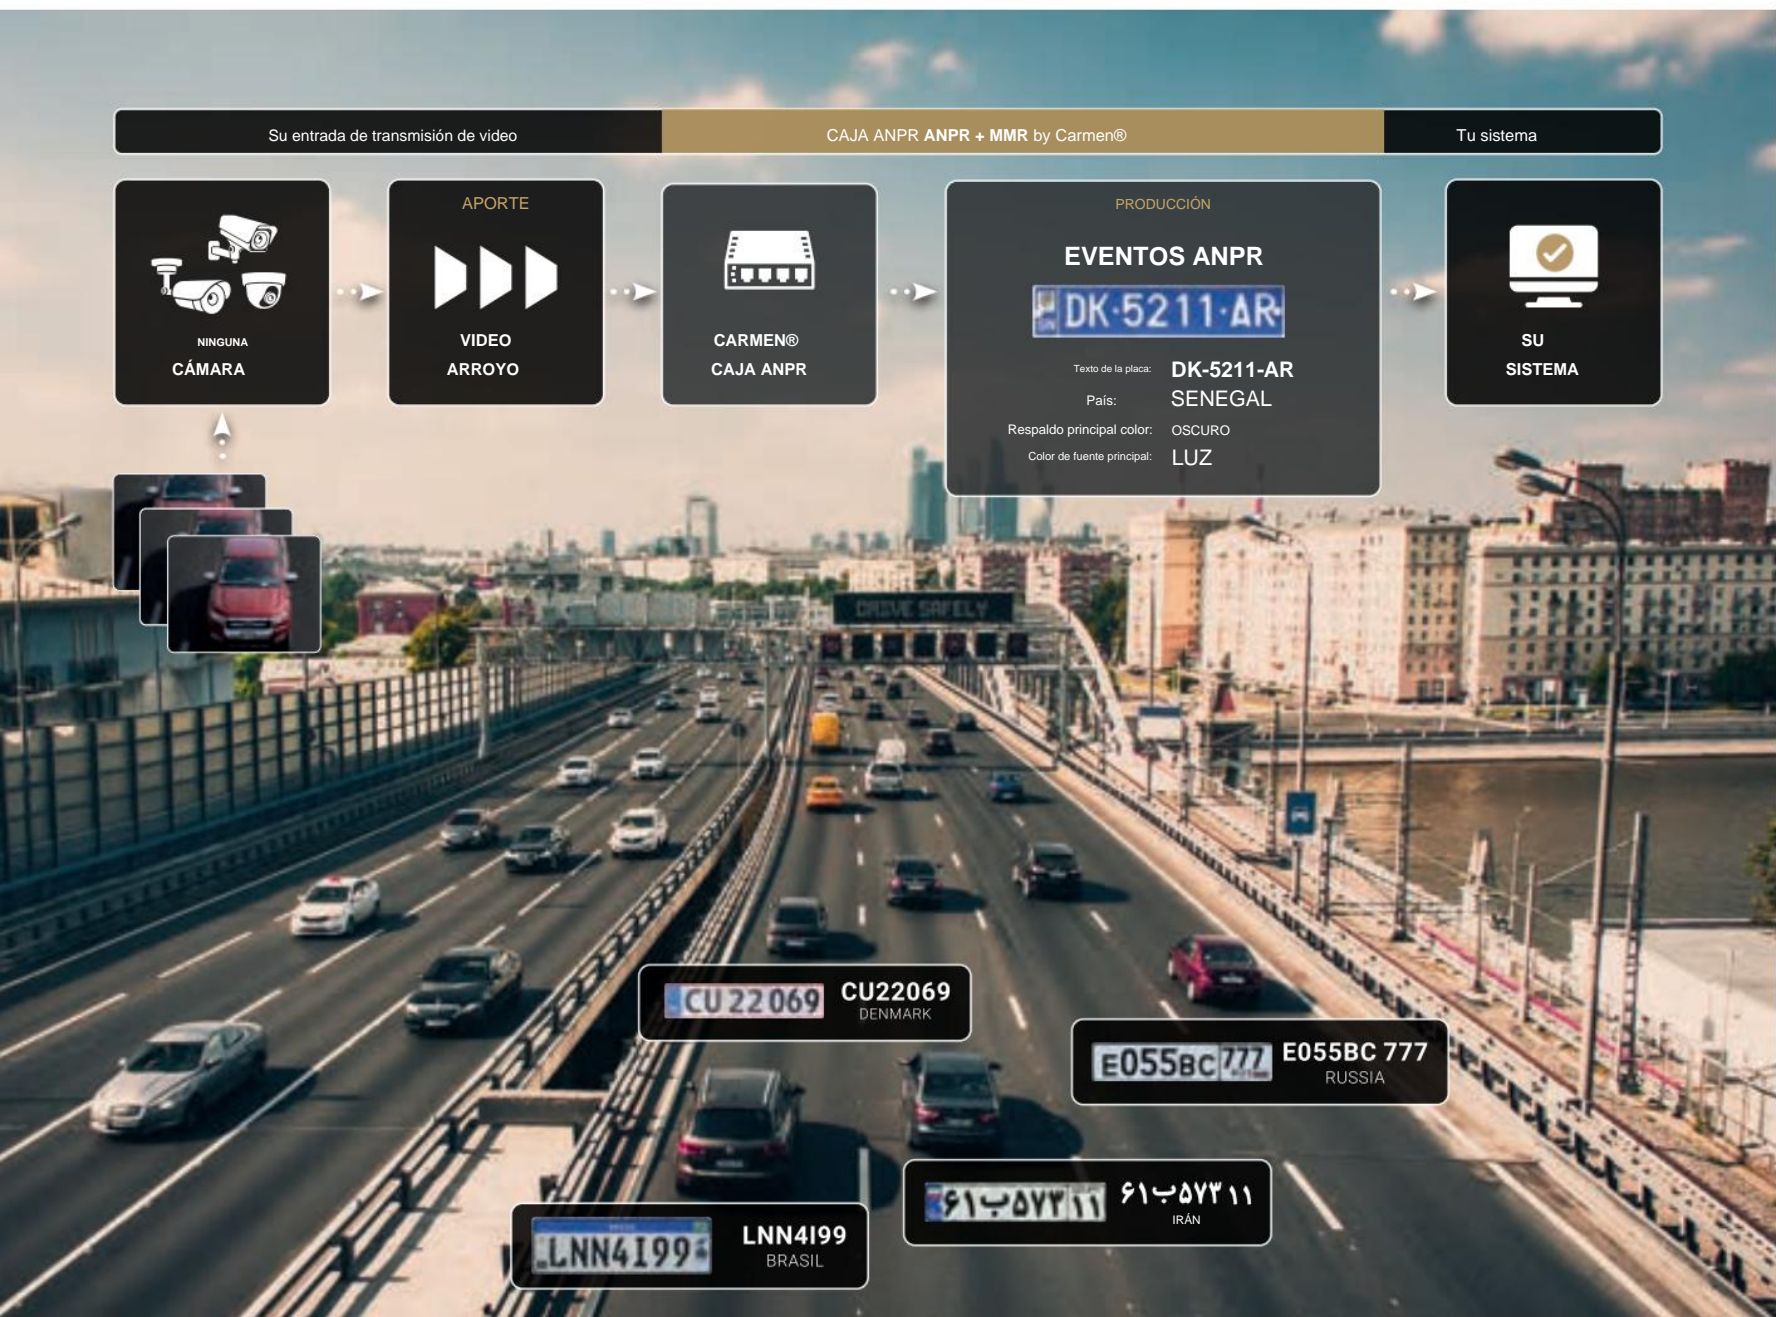 Su entrada de transmisión de video
CAJA ANPR ANPR + MMR by Carmen®
Tu sistema
NINGUNA
CÁMARA
APORTE
VIDEO
ARROYO
CARMEN®
CAJA ANPR
PRODUCCIÓN
EVENTOS ANPR
DK·5211·AR
Texto de la placa: DK-5211-AR
País: SENEGAL
Respaldo principal color: OSCURO
Color de fuente principal: LUZ
SU
SISTEMA
DRIVE SAFELY
CU 22 069
CU22069
DENMARK
E055BC 777
E055BC 777
RUSSIA
۶۱ب۵۷۳ ۱۱
۶۱ب۵۷۳ ۱۱
IRÁN
LNN4I99
LNN4I99
BRASIL